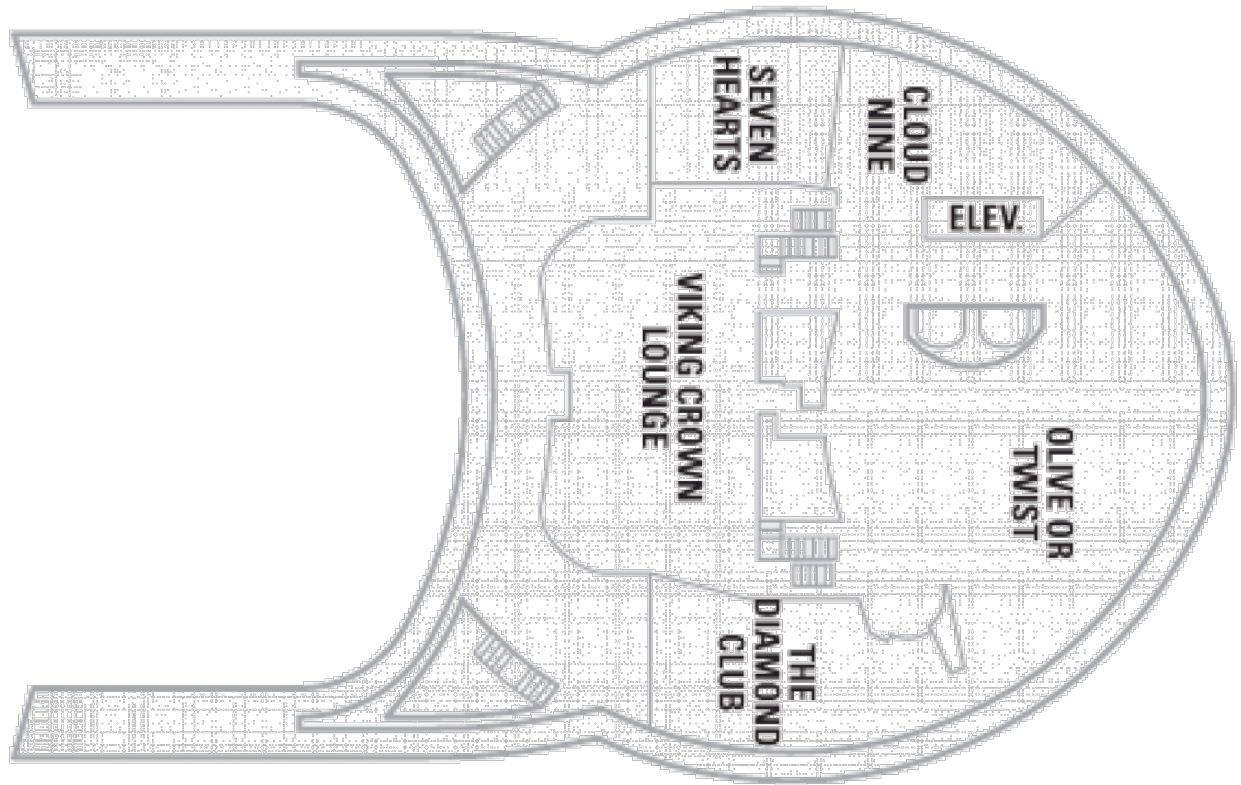 SEVEN
HEARTS
CLOUD
NINE
ELEV.
VIKING CROWN
LOUNGE
OLIVE OR
TWIST
THE
DIAMOND
CLUB